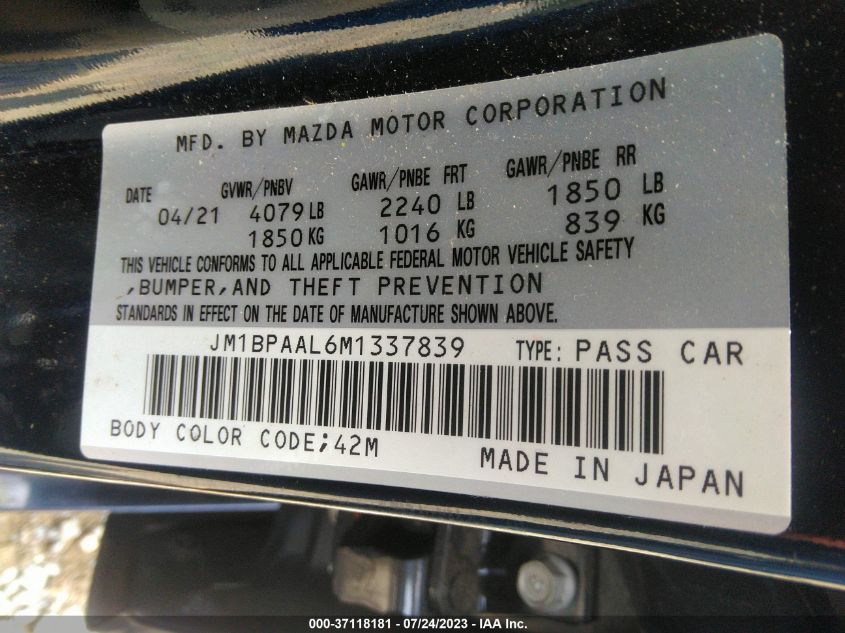 MFD. BY MAZDA MOTOR CORPORATION
DATE GVWR/PNBV GAWR/PNBE FRT GAWR/PNBE RR
04/21 4079 LB 2240 LB 1850 LB
1850 KG 1016 KG 839 KG
THIS VEHICLE CONFORMS TO ALL APPLICABLE FEDERAL MOTOR VEHICLE SAFETY
,BUMPER,AND THEFT PREVENTION
STANDARDS IN EFFECT ON THE DATE OF MANUFACTURE SHOWN ABOVE.
JM1BPAAL6M1337839 TYPE: PASS CAR
BODY COLOR CODE;42M
MADE IN JAPAN
000-37118181 - 07/24/2023 - IAA Inc.